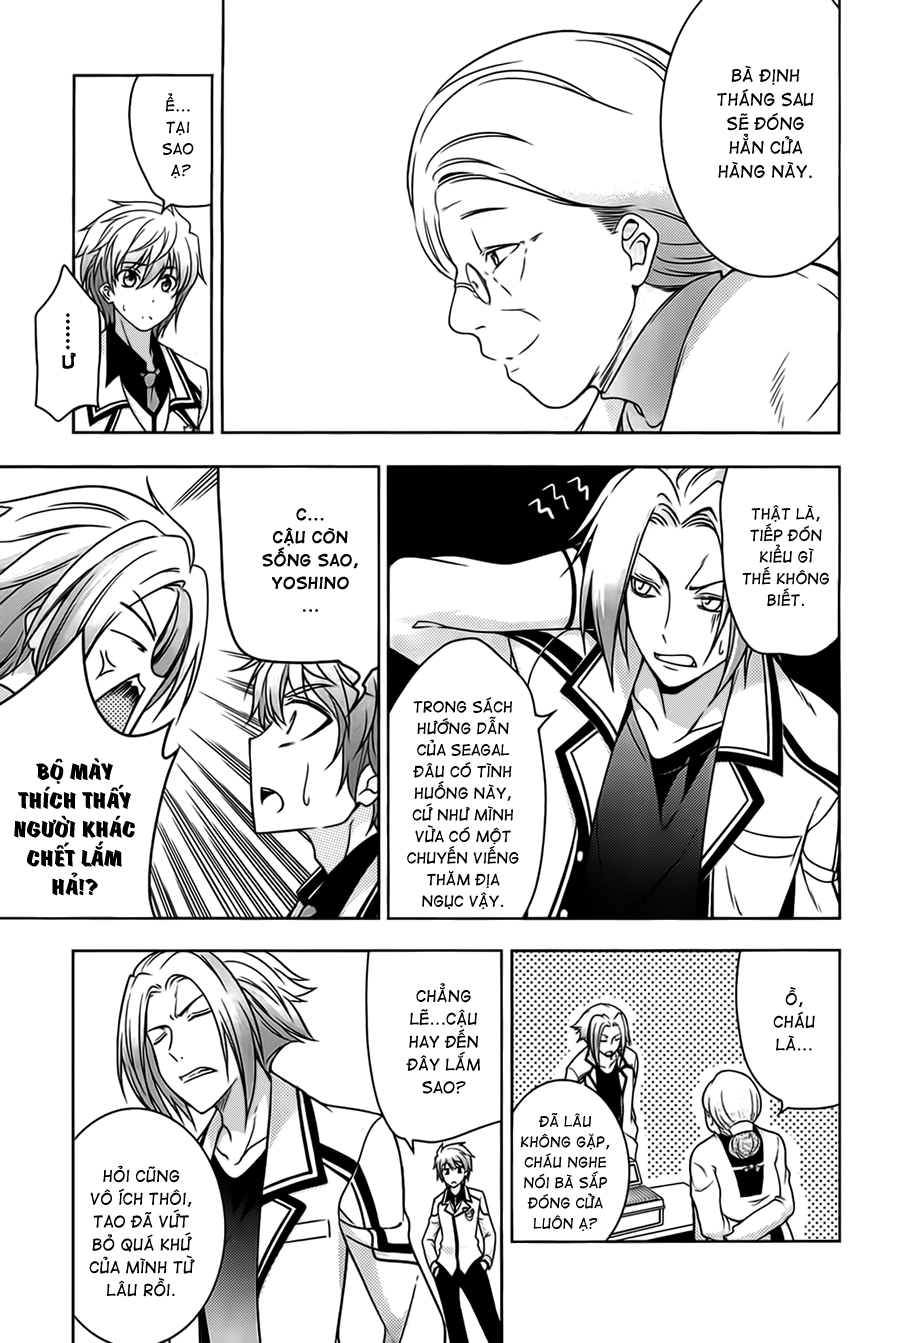 BÀ ĐỊNH
THÁNG SAU
SẼ ĐÓNG
HẲN CỬA
HÀNG NÀY.
Ể...
TẠI
SAO
Ạ?
......Ư
THẬT LÀ,
TIẾP ĐÓN
KIỂU GÌ
THẾ KHÔNG
BIẾT.
TRONG SÁCH
HƯỚNG DẪN
CỦA SEAGAL
ĐÂU CÓ TÌNH
HUỐNG NÀY,
CỨ NHƯ MÌNH
VỪA CÓ MỘT
CHUYẾN VIẾNG
THĂM ĐỊA
NGỤC VẬY.
C...
CẬU CÒN
SỐNG SAO,
YOSHINO
...
BỘ MÀY
THÍCH THẤY
NGƯỜI KHÁC
CHẾT LẮM
HẢ!?
Ồ,
CHÁU
LÀ...
ĐÃ LÂU
KHÔNG GẶP,
CHÁU NGHE
NÓI BÀ SẮP
ĐÓNG CỬA
LUÔN Ạ?
CHẲNG
LẼ...CẬU
HAY ĐẾN
ĐÂY LẮM
SAO?
HỎI CŨNG
VÔ ÍCH THÔI,
TAO ĐÃ VỨT
BỎ QUÁ KHỨ
CỦA MÌNH TỪ
LÂU RỒI.